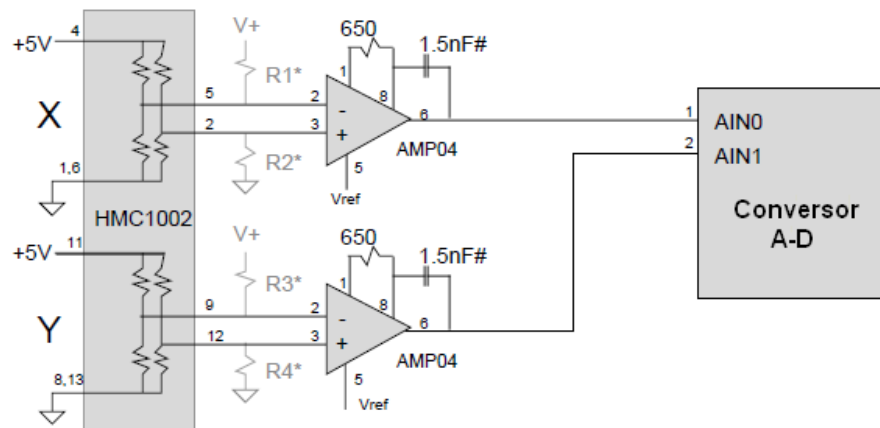 4
+5V
X
1,6
HMC1002
5
2
V+
R1*
R2*
650
1.5nF#
1
8
2
-
3
+
6
AMP04
5
Vref
+5V
11
Y
8,13
9
12
V+
R3*
R4*
650
1.5nF#
1
8
2
-
3
+
6
AMP04
5
Vref
1
AIN0
2
AIN1
Conversor
A-D